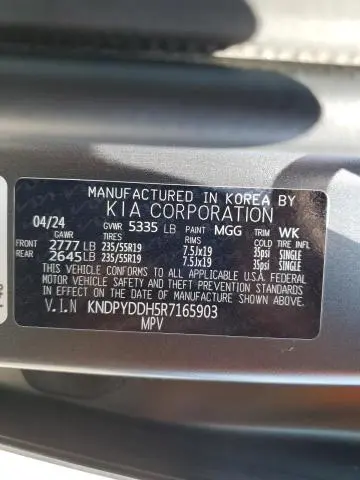 MANUFACTURED IN KOREA BY
KIA CORPORATION
04/24 GVWR 5335 LB PAINT MGG TRIM WK
GAWR TIRES RIMS COLD TIRE INFL
FRONT 2777 LB 235/55R19 7.5Jx19 35psi SINGLE
REAR 2645 LB 235/55R19 7.5Jx19 35psi SINGLE
THIS VEHICLE CONFORMS TO ALL APPLICABLE U.S.A. FEDERAL
MOTOR VEHICLE SAFETY AND THEFT PREVENTION STANDARDS
IN EFFECT ON THE DATE OF MANUFACTURE SHOWN ABOVE.
V.I.N KNDPYDDH5R7165903
MPV